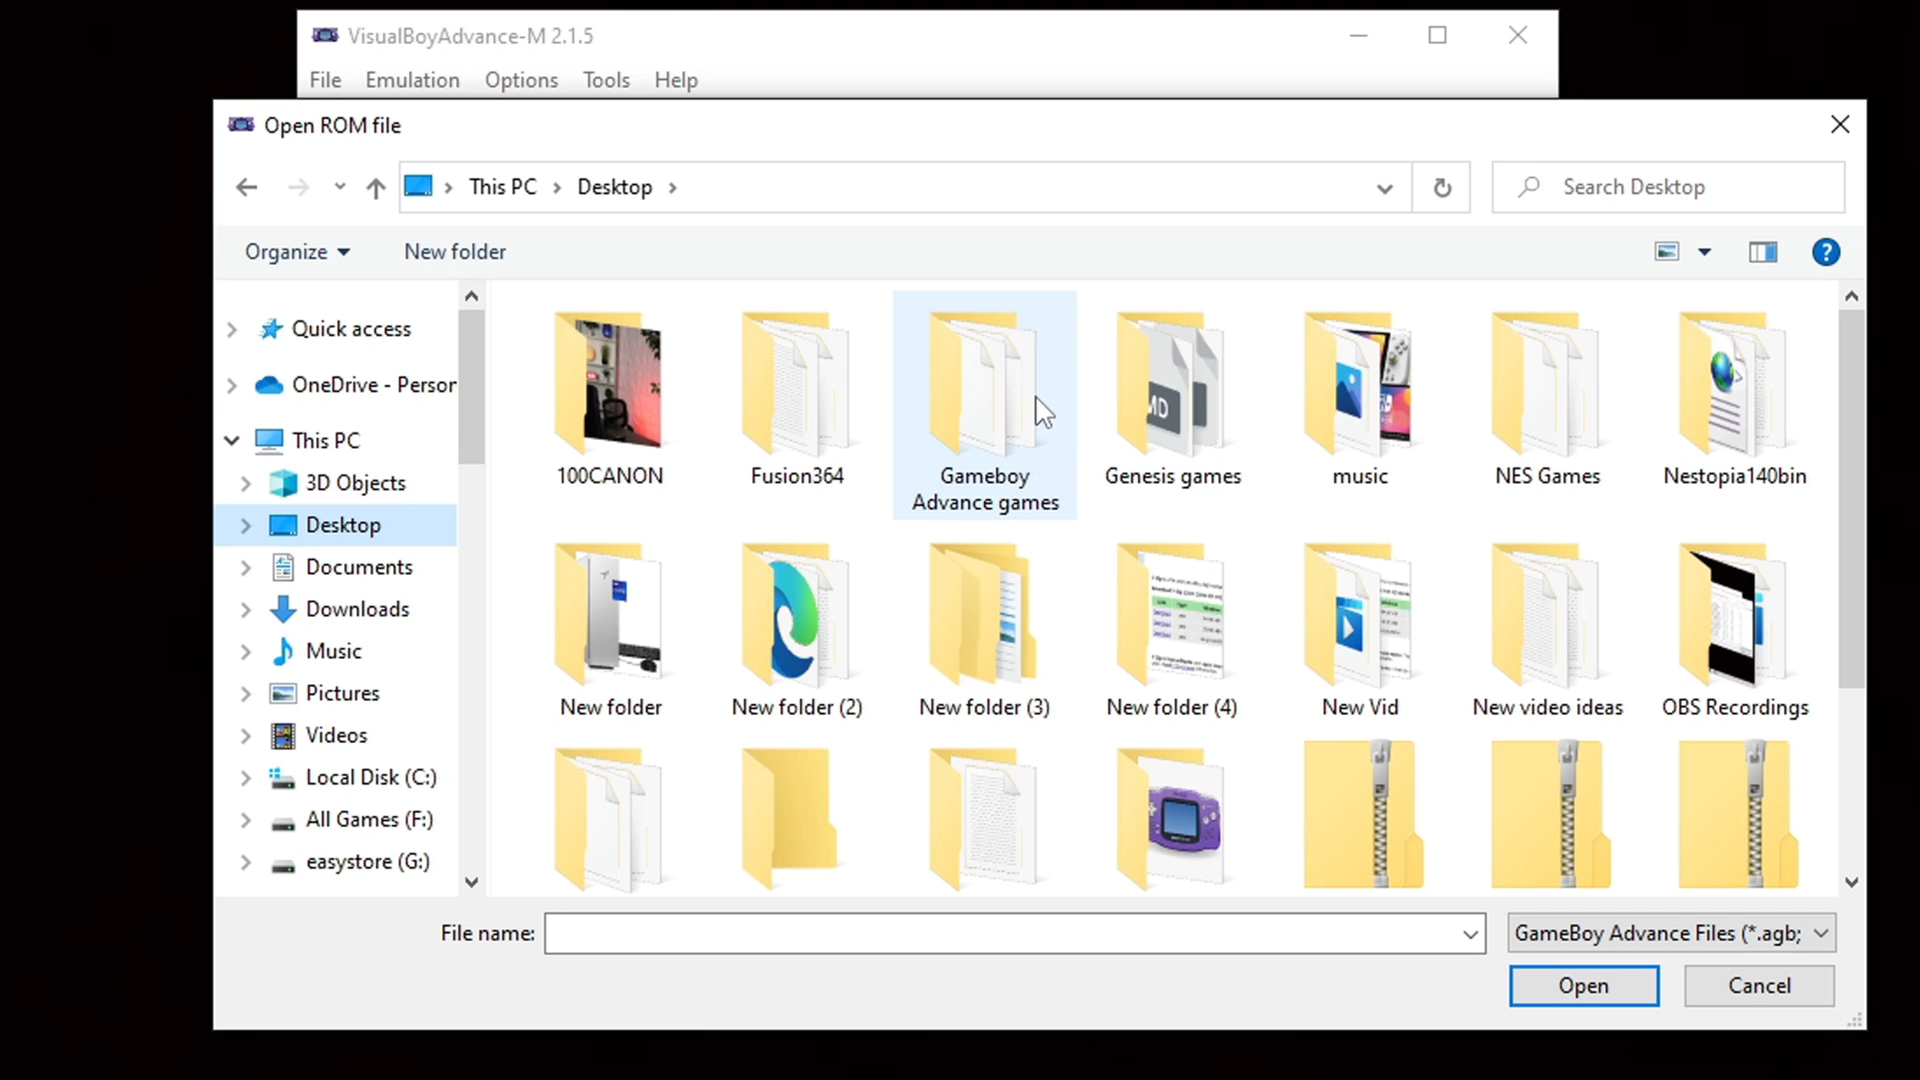 VisualBoyAdvance-M 2.1.5
File Emulation Options Tools Help
Open ROM file
This PC Desktop
Search Desktop
Organize New folder
Quick access
OneDrive - Person
This PC
3D Objects
Desktop
Documents
Downloads
Music
Pictures
Videos
Local Disk (C:)
All Games (F:)
easystore (G:)
100CANON
Fusion364
Gameboy
Advance games
Genesis games
music
NES Games
Nestopia140bin
New folder
New folder (2)
New folder (3)
New folder (4)
New Vid
New video ideas
OBS Recordings
MD
File name:
GameBoy Advance Files (*.agb;
Open
Cancel